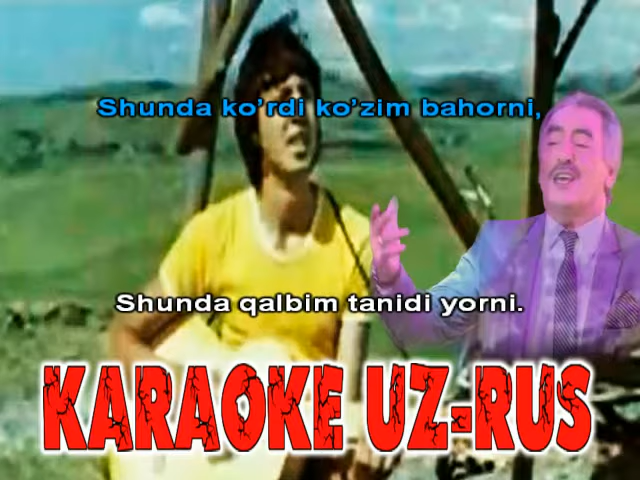 Shunda ko’rdi ko’zim bahorni,
Shunda qalbim tanidi yorni.
KARAOKE UZ-RUS